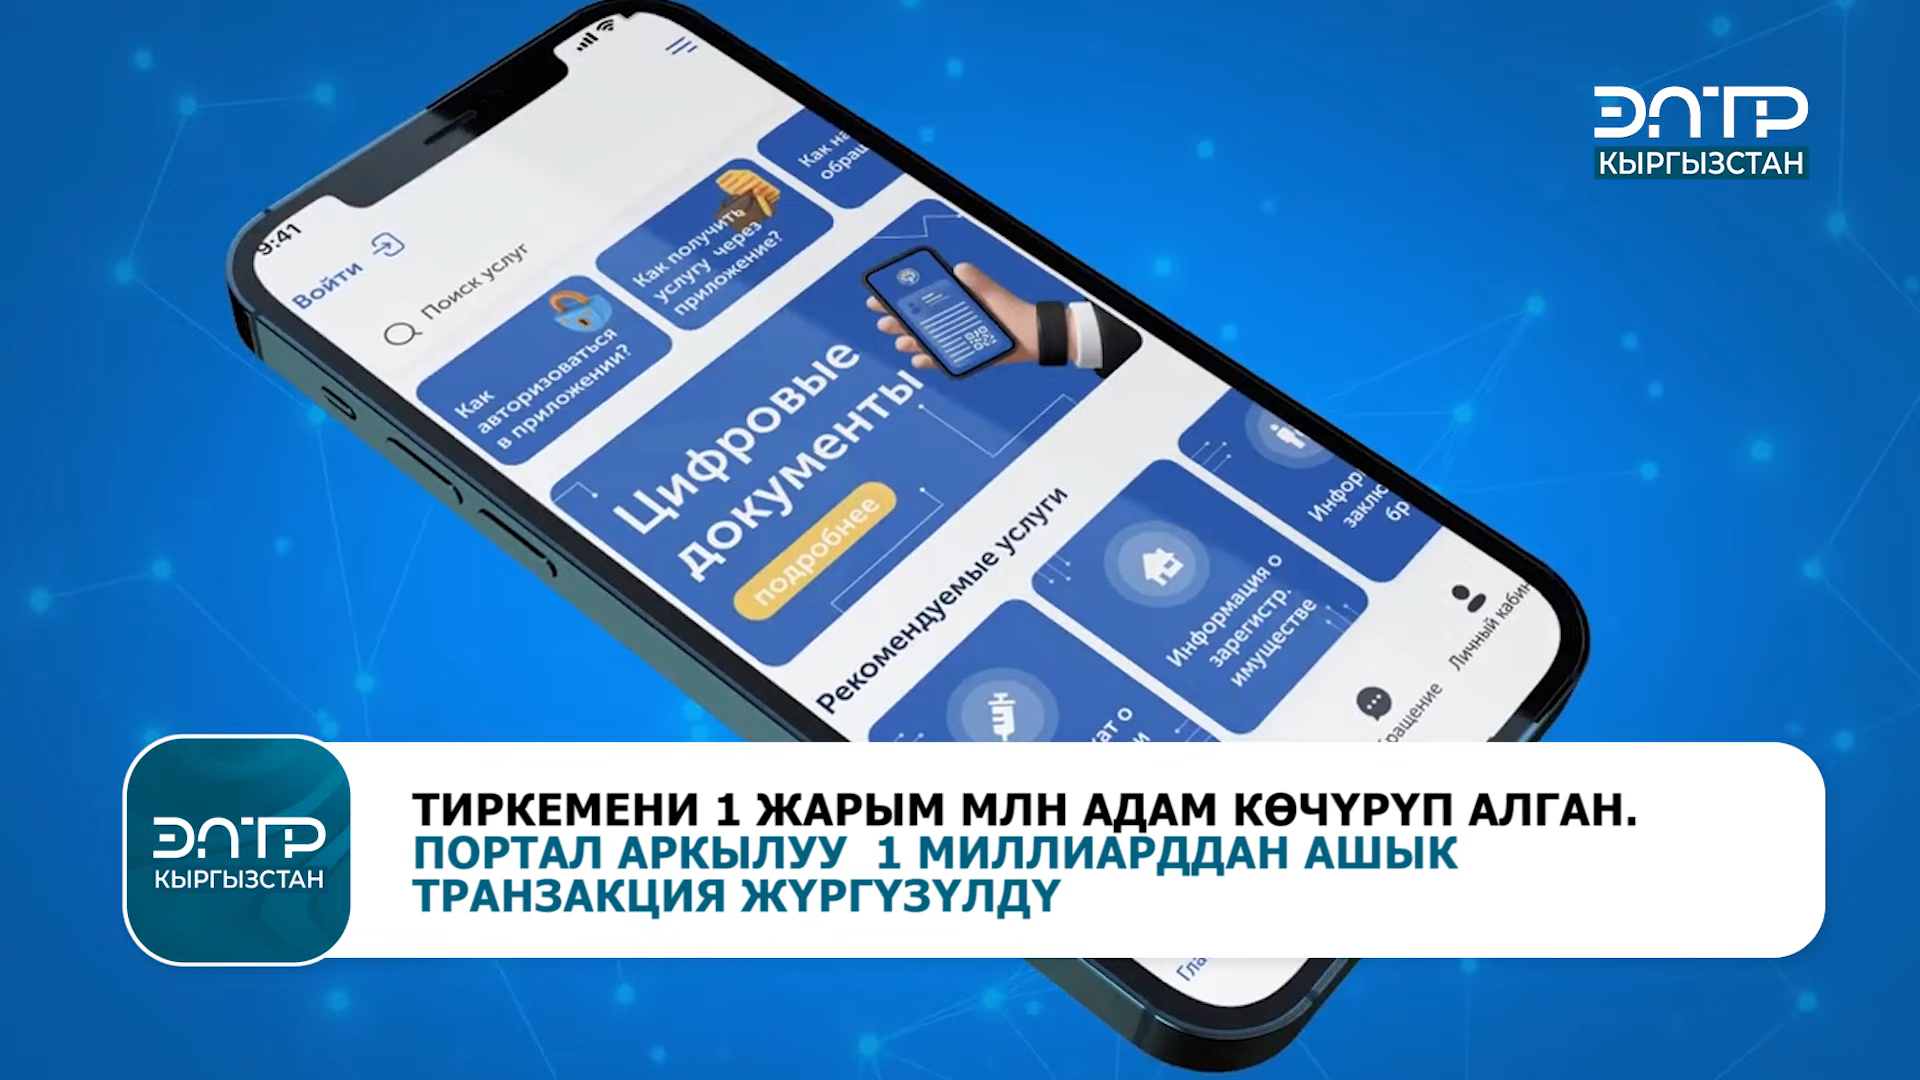 ЭЛТР
КЫРГЫЗСТАН
9:41
Войти
Поиск услуг
Как
авторизоваться
в приложении?
Как получить
услугу через
приложение?
Как
Цифровые
документы
подробнее
Рекомендуемые услуги
Информация о
зарегистр.
имуществе
Личный
ТИРКЕМЕНИ 1 ЖАРЫМ МЛН АДАМ КӨЧҮРҮП АЛГАН.
ПОРТАЛ АРКЫЛУУ 1 МИЛЛИАРДДАН АШЫК
ТРАНЗАКЦИЯ ЖҮРГҮЗҮЛДҮ
ЭЛТР
КЫРГЫЗСТАН